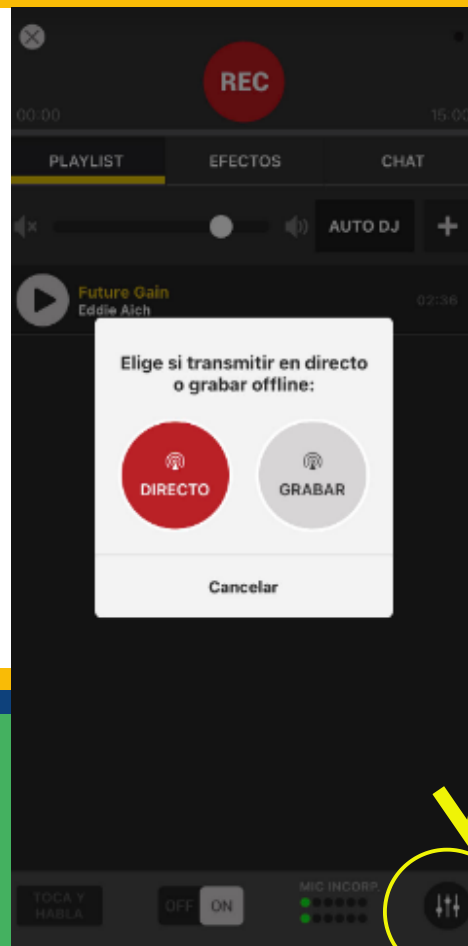 REC
00:00
15:00
PLAYLIST EFECTOS CHAT
AUTO DJ
Future Gain
02:36
Eddie Aich
Elige si transmitir en directo
o grabar offline:
DIRECTO GRABAR
Cancelar
TOCA Y
HABLA
OFF ON
MIC INCORP.